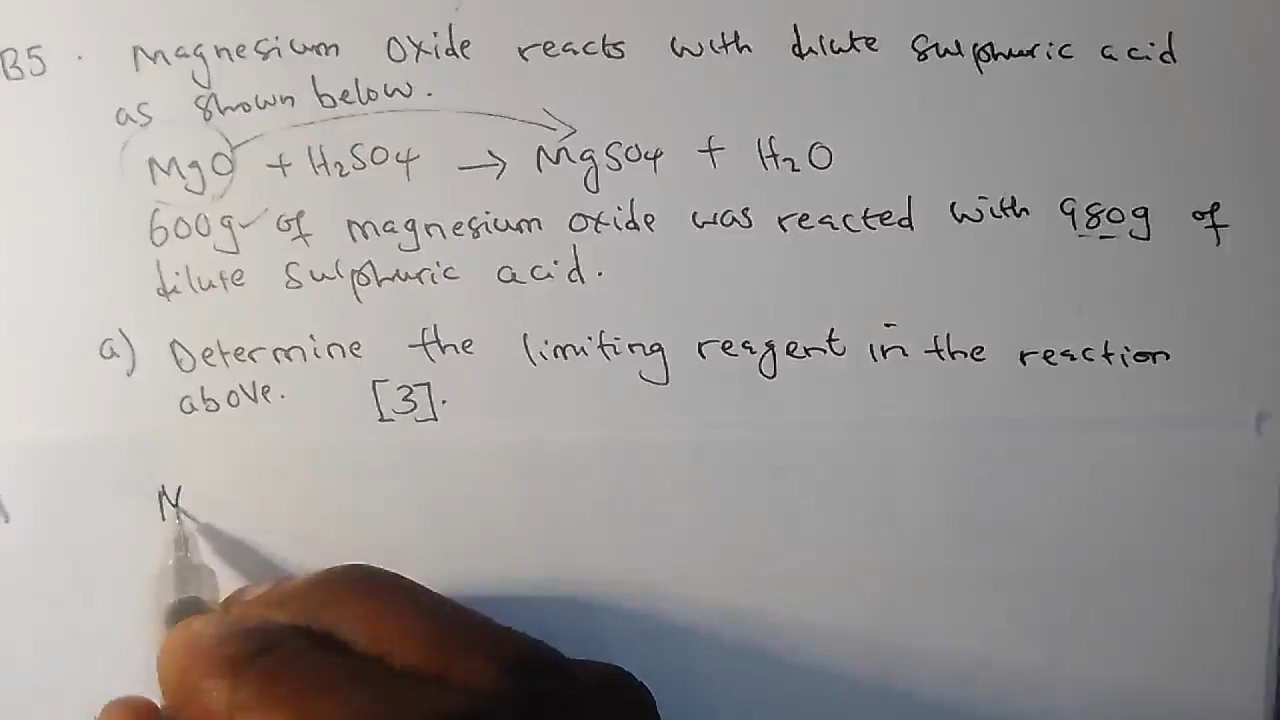 B5. Magnesium Oxide reacts with dilute sulphuric acid
as shown below.
MgO + H₂SO4 → MgSO4 + H₂O
600g of magnesium oxide was reacted with 980g of
dilute sulphuric acid.
a) Determine the limiting reagent in the reaction
above. [3].
M